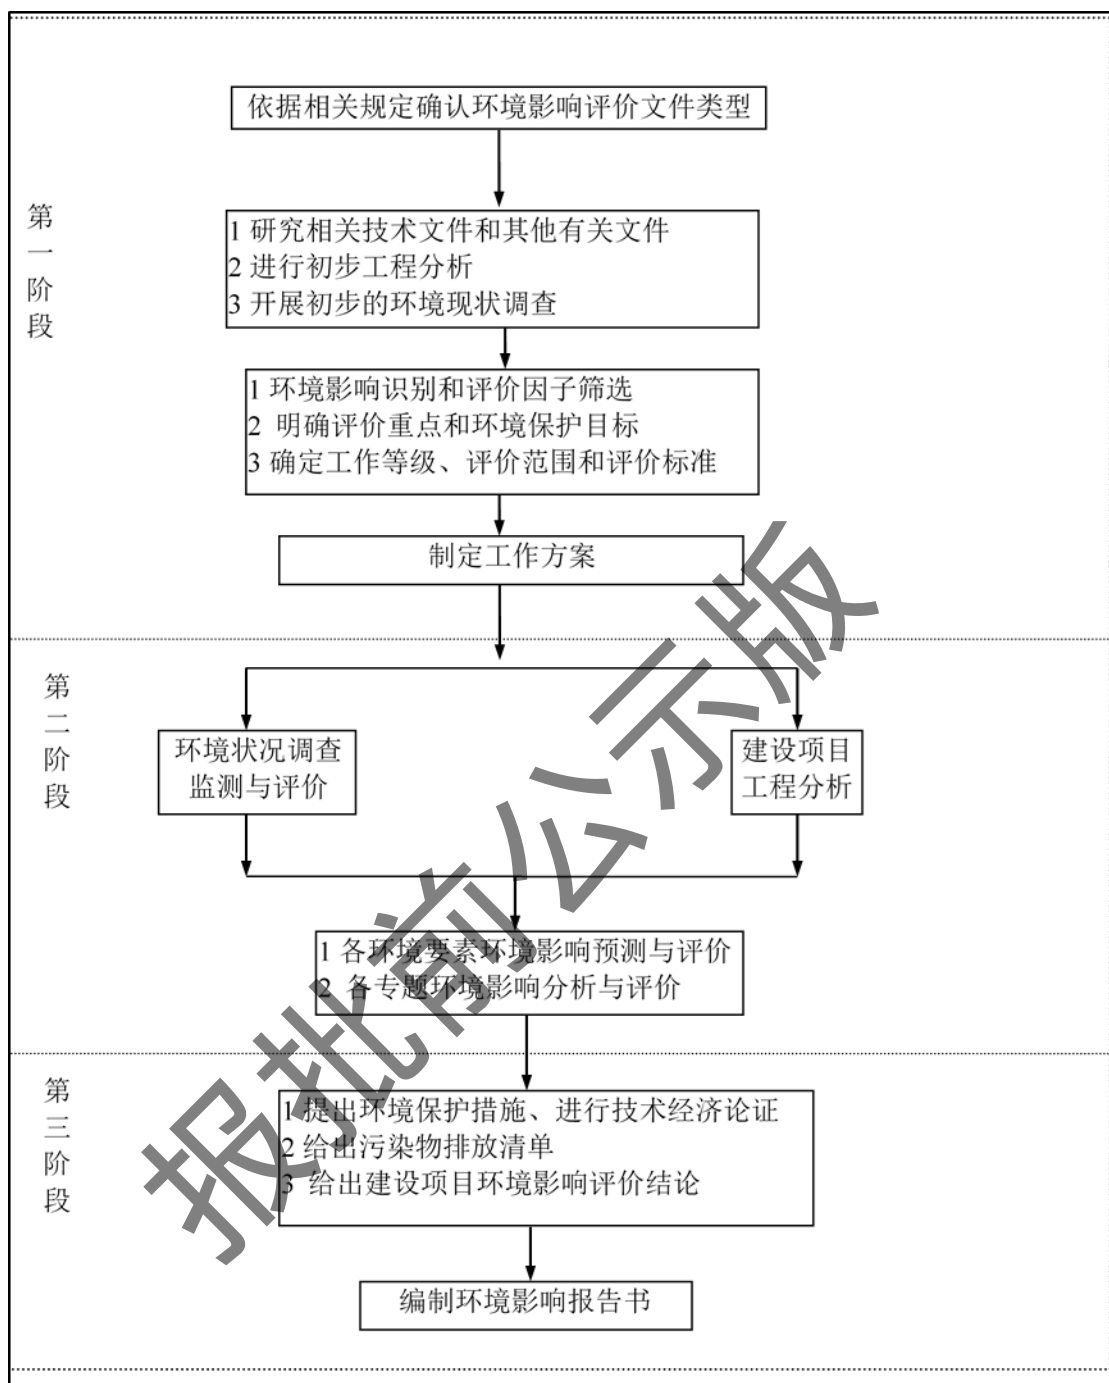 依据相关规定确认环境影响评价文件类型
第一阶段
1 研究相关技术文件和其他有关文件
2 进行初步工程分析
3 开展初步的环境现状调查
1 环境影响识别和评价因子筛选
2 明确评价重点和环境保护目标
3 确定工作等级、评价范围和评价标准
制定工作方案
第二阶段
环境状况调查
监测与评价
建设项目
工程分析
1 各环境要素环境影响预测与评价
2 各专题环境影响分析与评价
第三阶段
1 提出环境保护措施、进行技术经济论证
2 给出污染物排放清单
3 给出建设项目环境影响评价结论
编制环境影响报告书
报批前公示版